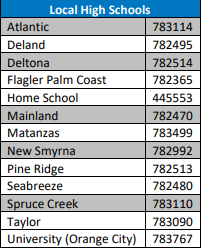 Local High Schools
Atlantic 783114
Deland 782495
Deltona 782514
Flagler Palm Coast 782365
Home School 445553
Mainland 782470
Matanzas 783499
New Smyrna 782992
Pine Ridge 782513
Seabreeze 782480
Spruce Creek 783110
Taylor 783090
University (Orange City) 783767